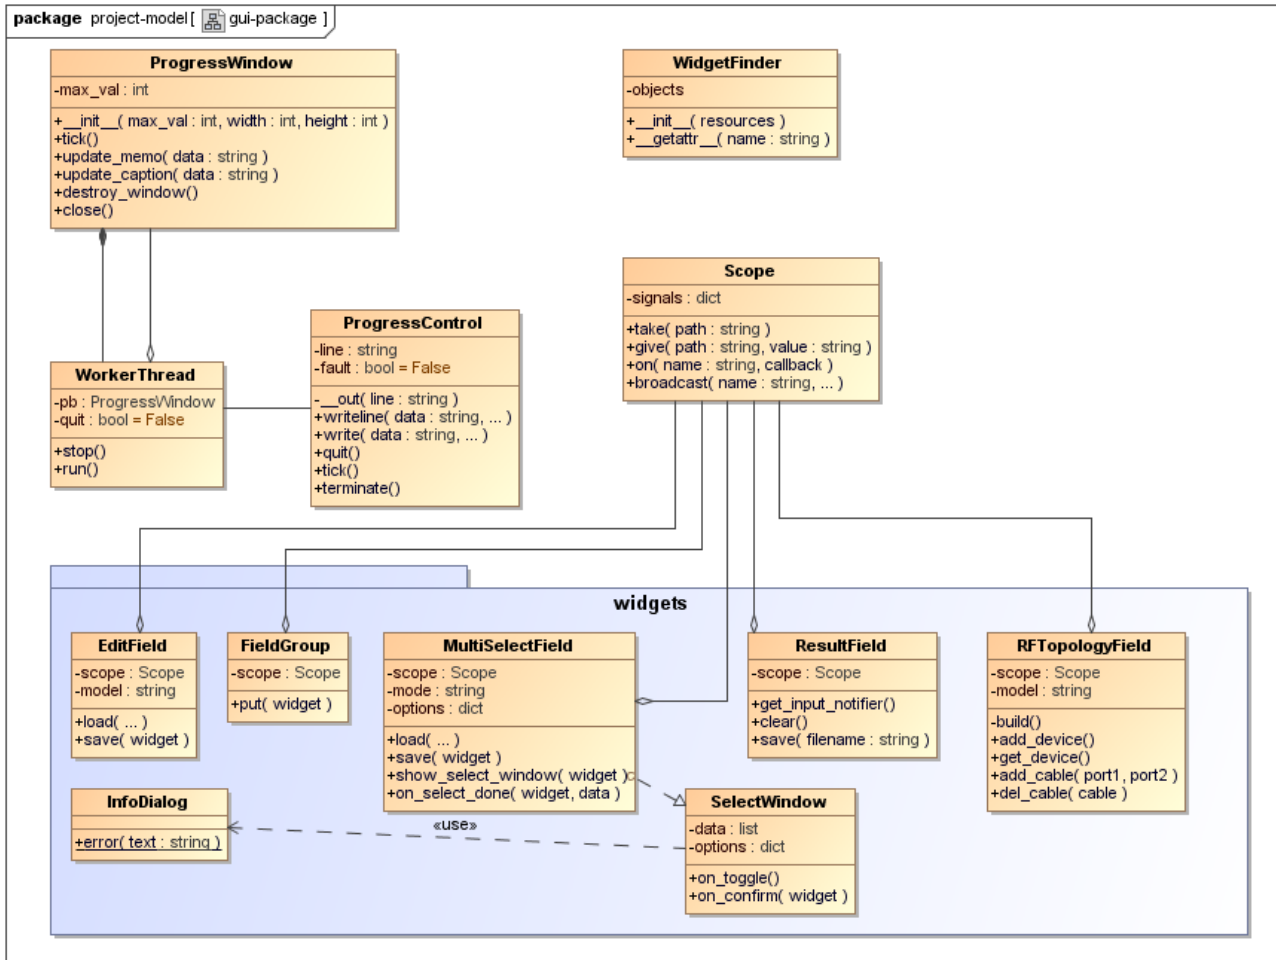 package project-model[ gui-package ]
ProgressWindow
-max_val : int
+__init__( max_val : int, width : int, height : int )
+tick()
+update_memo( data : string )
+update_caption( data : string )
+destroy_window()
+close()
WidgetFinder
-objects
+__init__( resources )
+__getattr__( name : string )
Scope
-signals : dict
+take( path : string )
+give( path : string, value : string )
+on( name : string, callback )
+broadcast( name : string, ... )
ProgressControl
-line : string
-fault : bool = False
-__out( line : string )
+writeline( data : string, ... )
+write( data : string, ... )
+quit()
+tick()
+terminate()
WorkerThread
-pb : ProgressWindow
-quit : bool = False
+stop()
+run()
widgets
EditField
-scope : Scope
-model : string
+load( ... )
+save( widget )
FieldGroup
-scope : Scope
+put( widget )
MultiSelectField
-scope : Scope
-mode : string
-options : dict
+load( ... )
+save( widget )
+show_select_window( widget )
+on_select_done( widget, data )
ResultField
-scope : Scope
+get_input_notifier()
+clear()
+save( filename : string )
RFTopologyField
-scope : Scope
-model : string
-build()
+add_device()
+get_device()
+add_cable( port1, port2 )
+del_cable( cable )
InfoDialog
+error( text : string )
«use»
SelectWindow
-data : list
-options : dict
+on_toggle()
+on_confirm( widget )